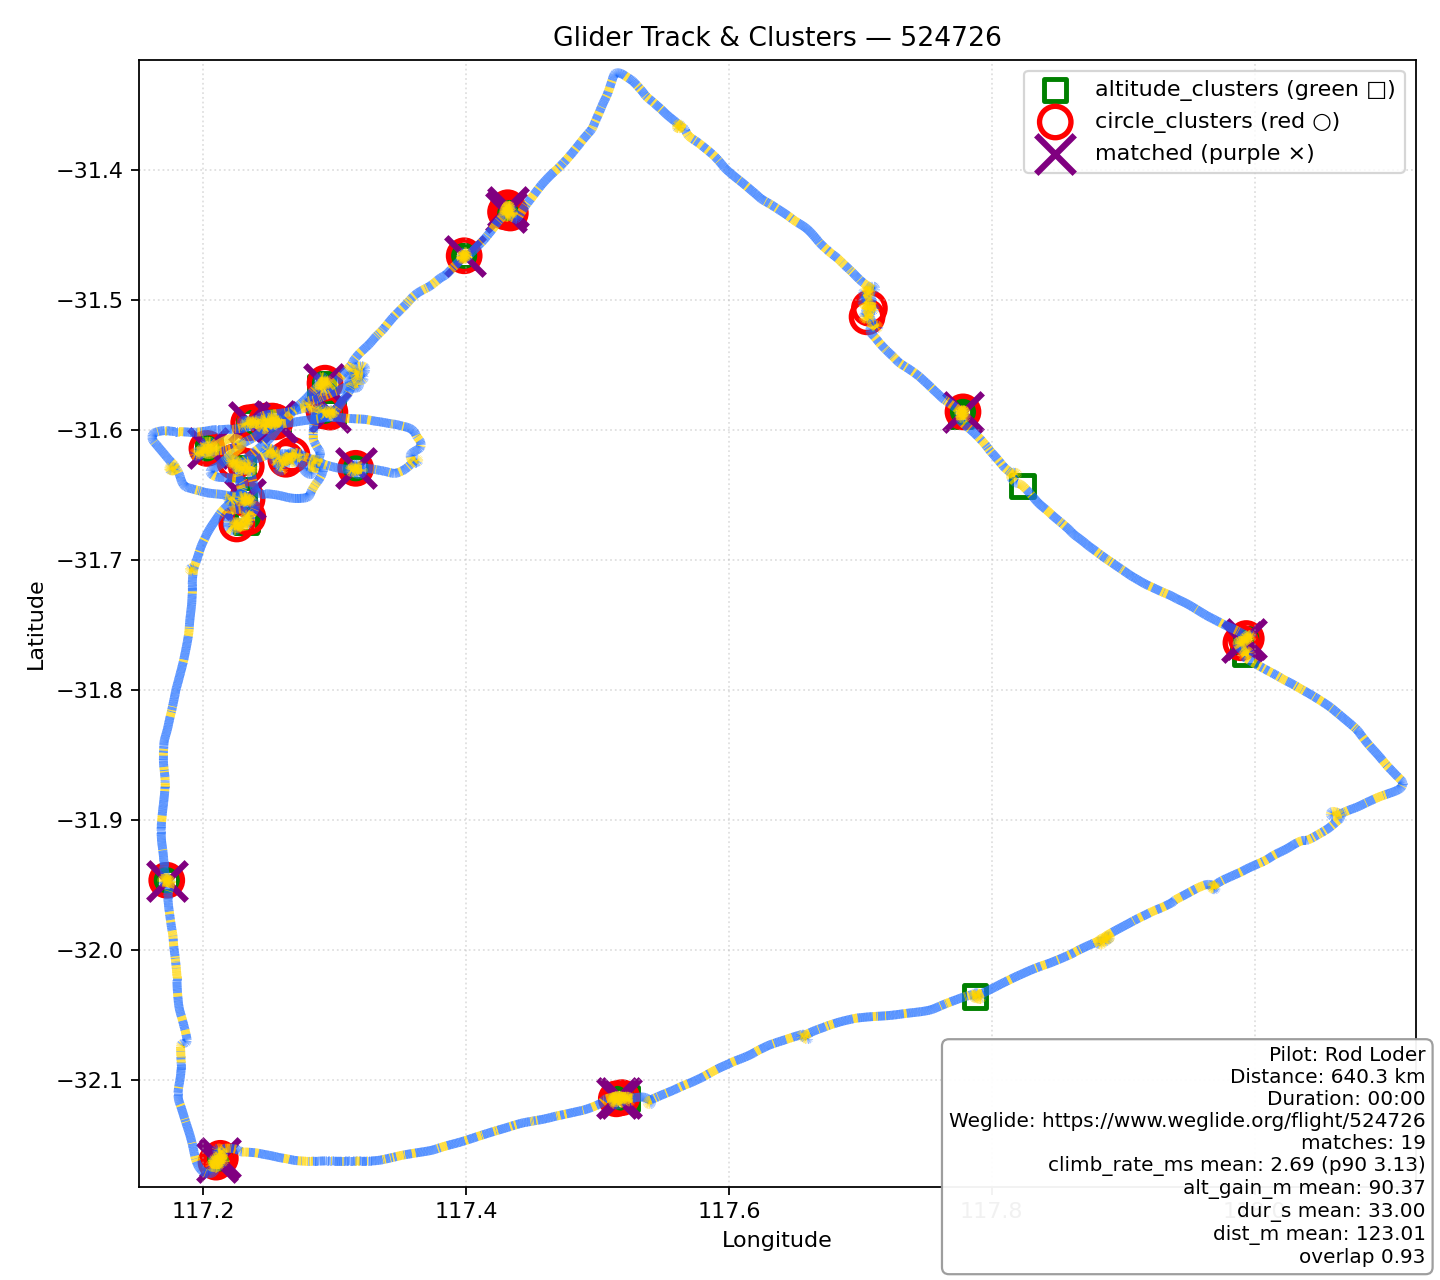 Glider Track & Clusters — 524726
altitude_clusters (green □)
circle_clusters (red ○)
matched (purple ×)
Latitude
−31.4
−31.5
−31.6
−31.7
−31.8
−31.9
−32.0
−32.1
117.2
117.4
117.6
117.8
Longitude
Pilot: Rod Loder
Distance: 640.3 km
Duration: 00:00
Weglide: https://www.weglide.org/flight/524726
matches: 19
climb_rate_ms mean: 2.69 (p90 3.13)
alt_gain_m mean: 90.37
dur_s mean: 33.00
dist_m mean: 123.01
overlap 0.93